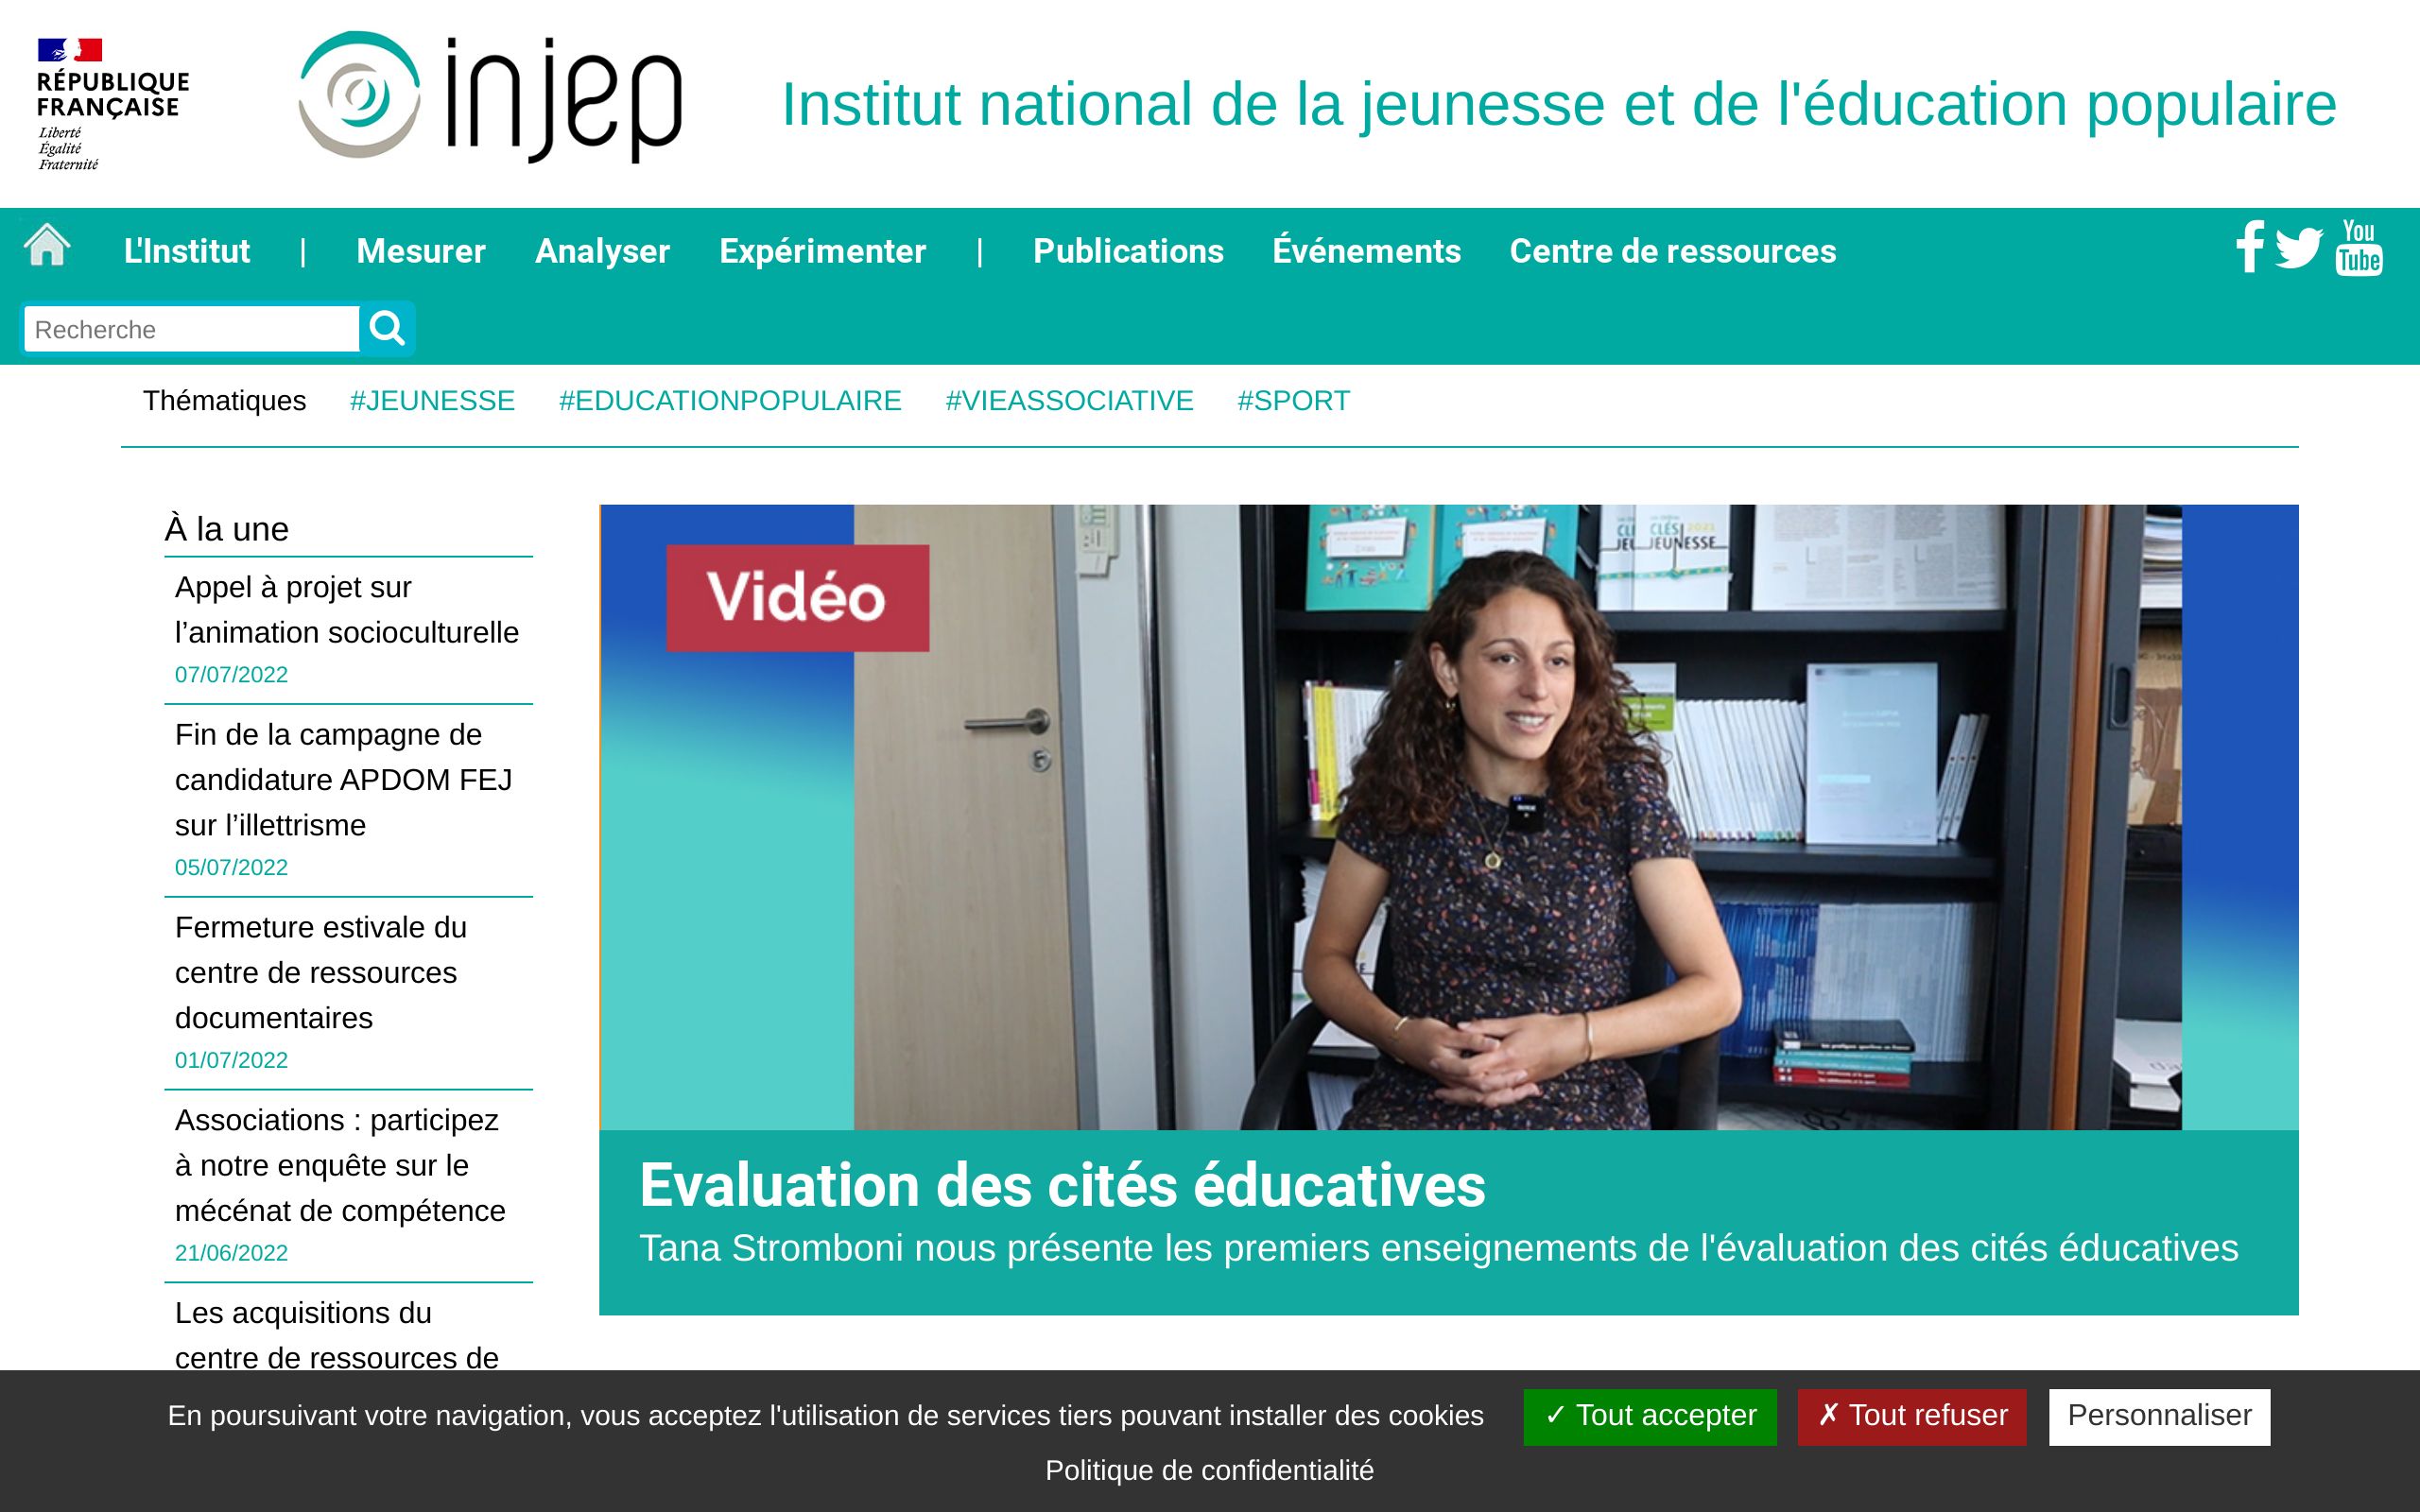 RÉPUBLIQUE
FRANÇAISE
Liberté
Égalité
Fraternité
injep
Institut national de la jeunesse et de l'éducation populaire
L'Institut | Mesurer Analyser Expérimenter | Publications Événements Centre de ressources
You
Tube
Recherche
Thématiques #JEUNESSE #EDUCATIONPOPULAIRE #VIEASSOCIATIVE #SPORT
À la une
Appel à projet sur
l’animation socioculturelle
07/07/2022
Fin de la campagne de
candidature APDOM FEJ
sur l’illettrisme
05/07/2022
Fermeture estivale du
centre de ressources
documentaires
01/07/2022
Associations : participez
à notre enquête sur le
mécénat de compétence
21/06/2022
Les acquisitions du
centre de ressources de
Vidéo
CLÉS 2021
JEUNESSE
Evaluation des cités éducatives
Tana Stromboni nous présente les premiers enseignements de l'évaluation des cités éducatives
En poursuivant votre navigation, vous acceptez l'utilisation de services tiers pouvant installer des cookies
✓ Tout accepter
✗ Tout refuser
Personnaliser
Politique de confidentialité